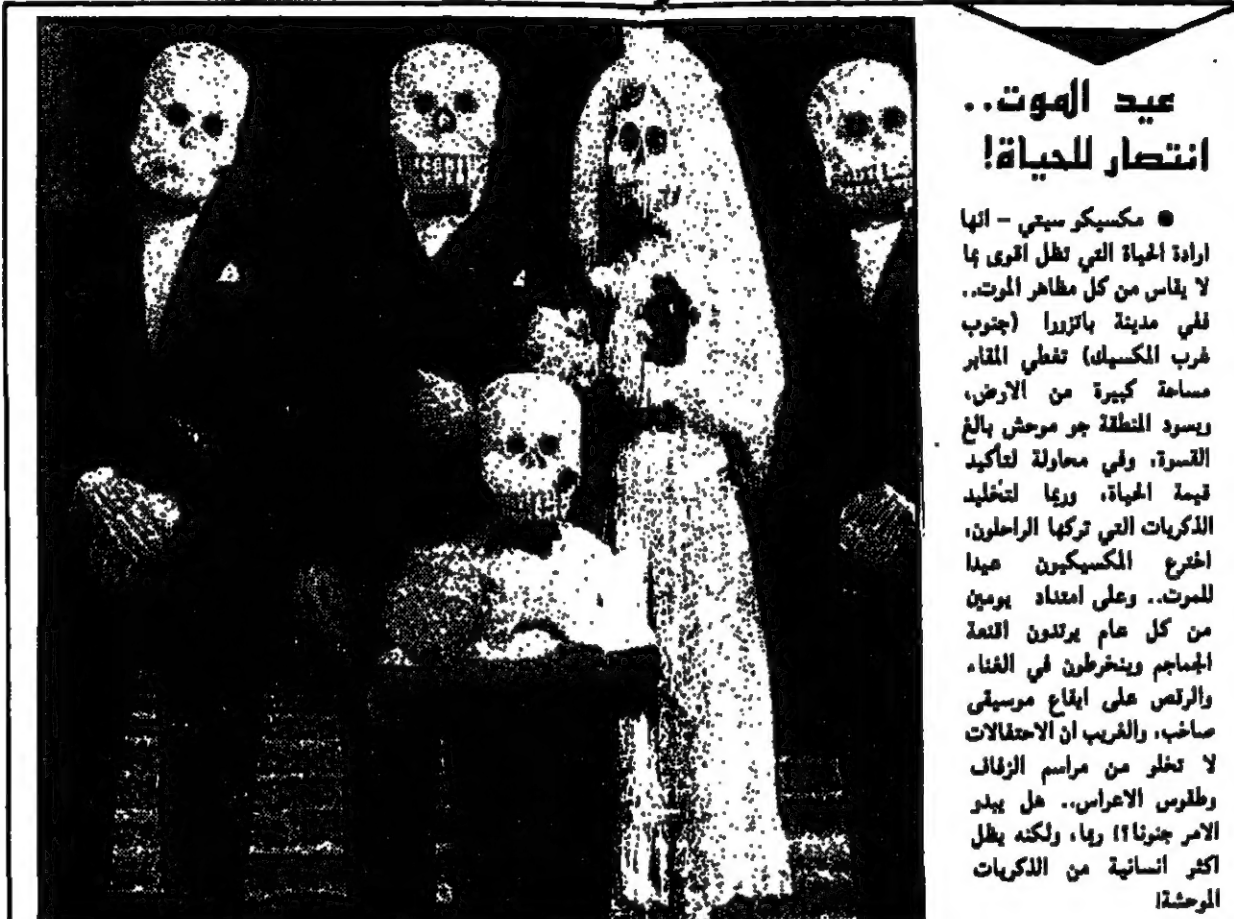 عيد الموت..
انتصار للحياة!
● مكسيكو سيتي – انها
ارادة الحياة التي تظل اقوى بما
لا يقاس من كل مظاهر الموت..
ففي مدينة باتزورا (جنوب
غرب المكسيك) تغطي المقابر
مساحة كبيرة من الارض،
ويسود المنطقة جو موحش بالغ
القسوة، وفي محاولة لتأكيد
قيمة الحياة، وربما لتخليد
الذكريات التي تركها الراحلون،
اخترع المكسيكيون عيدا
للموت.. وعلى امتداد يومين
من كل عام يرتدون اقنعة
الجماجم وينخرطون في الغناء
والرقص على ايقاع موسيقى
صاخب، والغريب ان الاحتفالات
لا تخلو من مراسم الزفاف
وطقوس الاعراس.. هل يبدو
الامر جنونا؟! ربما، ولكنه يظل
اكثر انسانية من الذكريات
الموحشة!